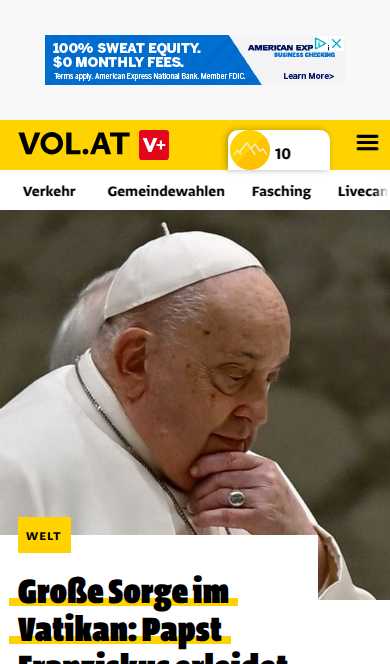 100% SWEAT EQUITY.
$0 MONTHLY FEES.
Terms apply. American Express National Bank. Member FDIC.
AMERICAN EXP
BUSINESS CHECKING
Learn More>
VOL.AT V+
10
Verkehr Gemeindewahlen Fasching Livecam
WELT
Große Sorge im
Vatikan: Papst
Franziskus erleidet